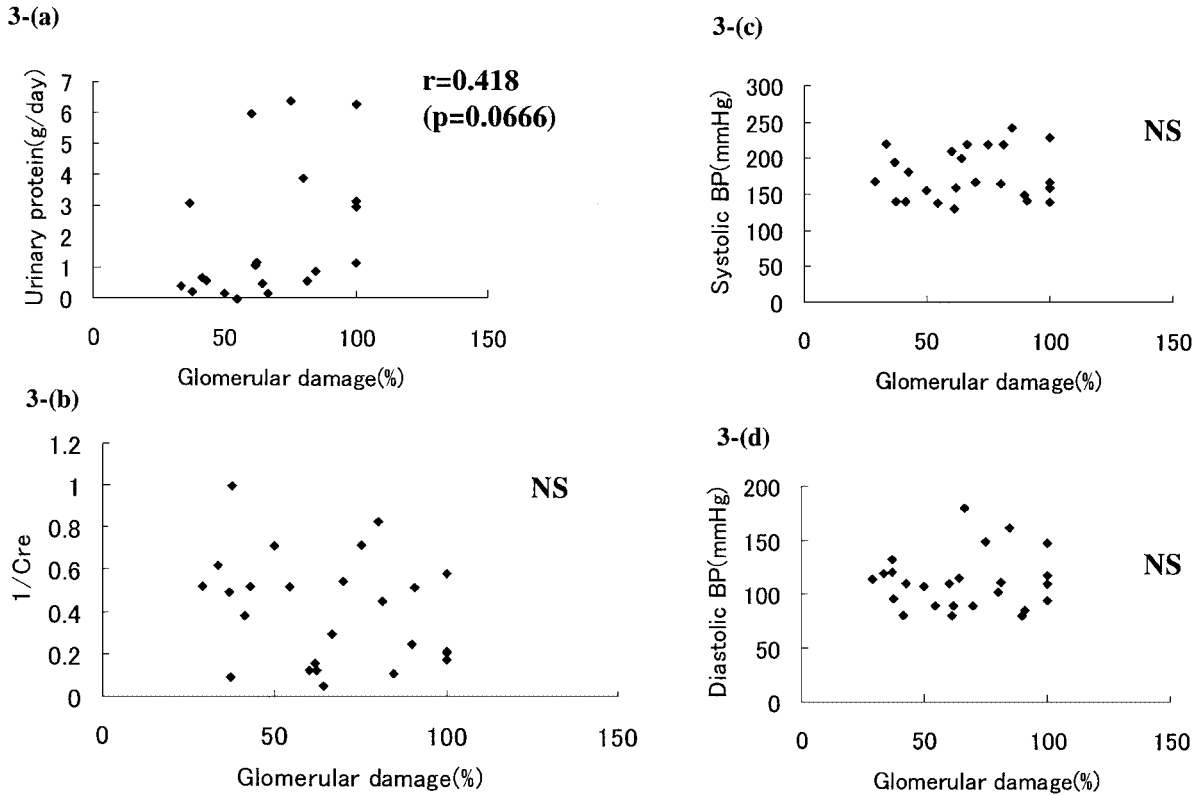 3-(a)
r=0.418
(p=0.0666)
Urinary protein(g/day)
7
6
5
4
3
2
1
0
0 50 100 150
Glomerular damage(%)
3-(b)
NS
1/Cre
1.2
1
0.8
0.6
0.4
0.2
0
0 50 100 150
Glomerular damage(%)
3-(c)
NS
Systolic BP(mmHg)
300
250
200
150
100
50
0
0 50 100 150
Glomerular damage(%)
3-(d)
NS
Diastolic BP(mmHg)
200
150
100
50
0
0 50 100 150
Glomerular damage(%)